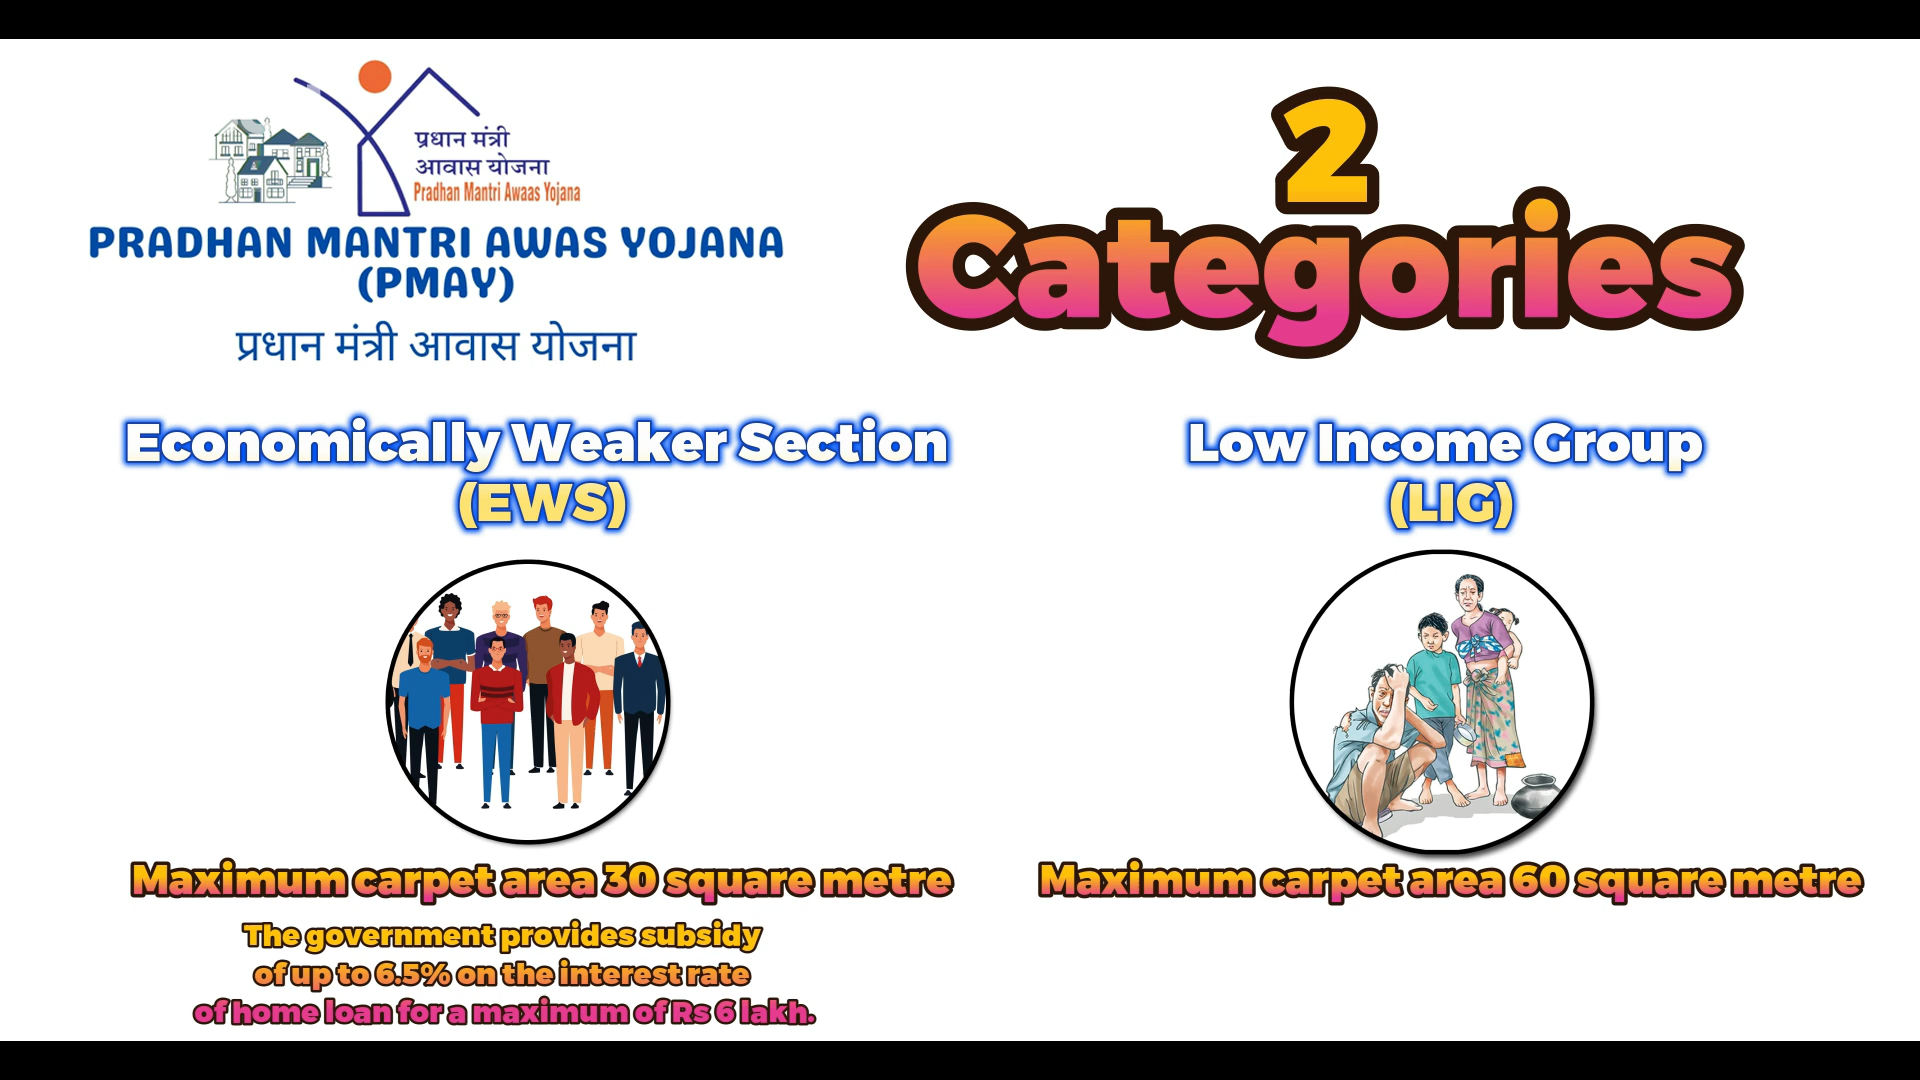 प्रधान मंत्री
आवास योजना
Pradhan Mantri Awaas Yojana
PRADHAN MANTRI AWAS YOJANA
(PMAY)
प्रधान मंत्री आवास योजना
2
Categories
Economically Weaker Section
(EWS)
Maximum carpet area 30 square metre
The government provides subsidy
of up to 6.5% on the interest rate
of home loan for a maximum of Rs 6 lakh.
Low Income Group
(LIG)
Maximum carpet area 60 square metre